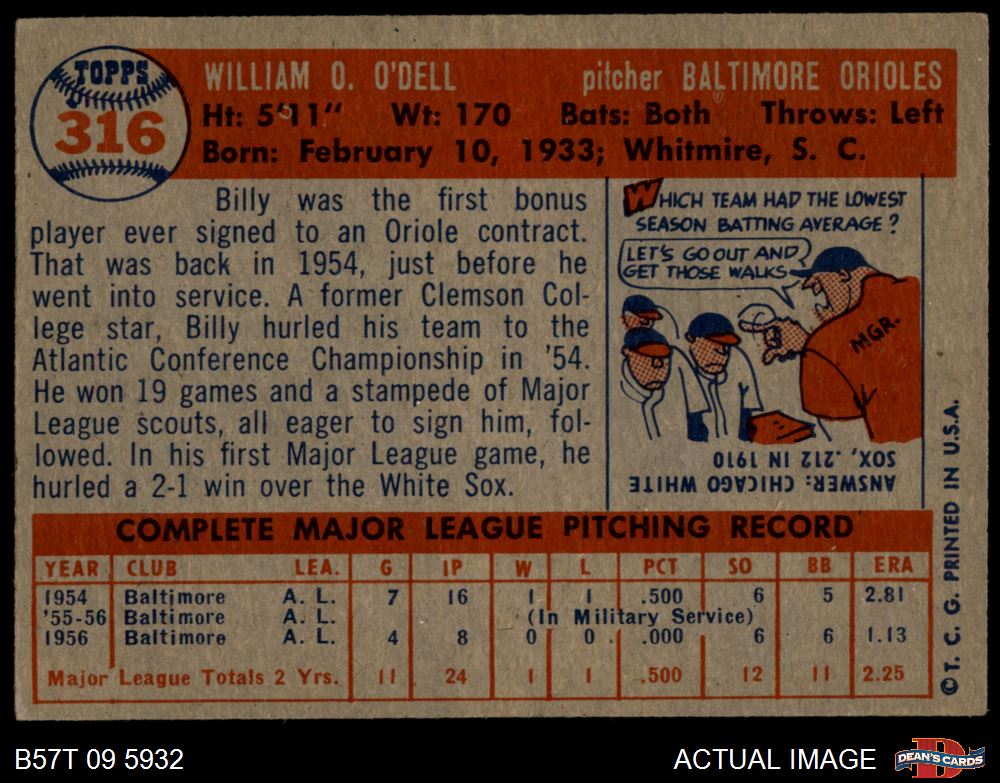 TOPPS
316
WILLIAM O. O'DELL pitcher BALTIMORE ORIOLES
Ht: 5'11" Wt: 170 Bats: Both Throws: Left
Born: February 10, 1933; Whitmire, S. C.
Billy was the first bonus
player ever signed to an Oriole contract.
That was back in 1954, just before he
went into service. A former Clemson Col-
lege star, Billy hurled his team to the
Atlantic Conference Championship in '54.
He won 19 games and a stampede of Major
League scouts, all eager to sign him, fol-
lowed. In his first Major League game, he
hurled a 2-1 win over the White Sox.
WHICH TEAM HAD THE LOWEST
SEASON BATTING AVERAGE?
LET'S GO OUT AND
GET THOSE WALKS
MGR.
ANSWER: CHICAGO WHITE
SOX, .212 IN 1910
COMPLETE MAJOR LEAGUE PITCHING RECORD
YEAR CLUB LEA. G IP W L PCT SO BB ERA
1954 Baltimore A. L. 7 16 1 1 .500 6 5 2.81
'55-56 Baltimore A. L. (In Military Service)
1956 Baltimore A. L. 4 8 0 0 .000 6 6 1.13
Major League Totals 2 Yrs. 11 24 1 1 .500 12 11 2.25
© T. C. G. PRINTED IN U.S.A.
B57T 09 5932 ACTUAL IMAGE
D
DEAN'S CARDS